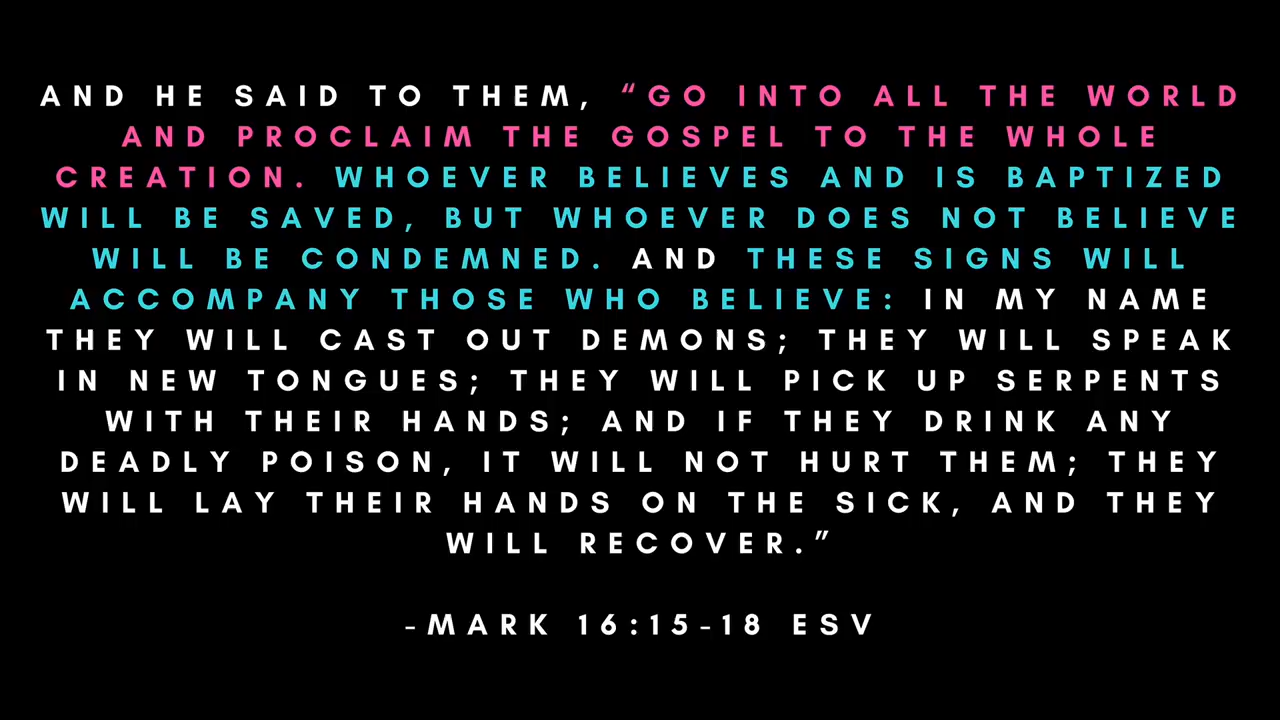 AND HE SAID TO THEM, “GO INTO ALL THE WORLD
AND PROCLAIM THE GOSPEL TO THE WHOLE
CREATION. WHOEVER BELIEVES AND IS BAPTIZED
WILL BE SAVED, BUT WHOEVER DOES NOT BELIEVE
WILL BE CONDEMNED. AND THESE SIGNS WILL
ACCOMPANY THOSE WHO BELIEVE: IN MY NAME
THEY WILL CAST OUT DEMONS; THEY WILL SPEAK
IN NEW TONGUES; THEY WILL PICK UP SERPENTS
WITH THEIR HANDS; AND IF THEY DRINK ANY
DEADLY POISON, IT WILL NOT HURT THEM; THEY
WILL LAY THEIR HANDS ON THE SICK, AND THEY
WILL RECOVER.”
-MARK 16:15-18 ESV